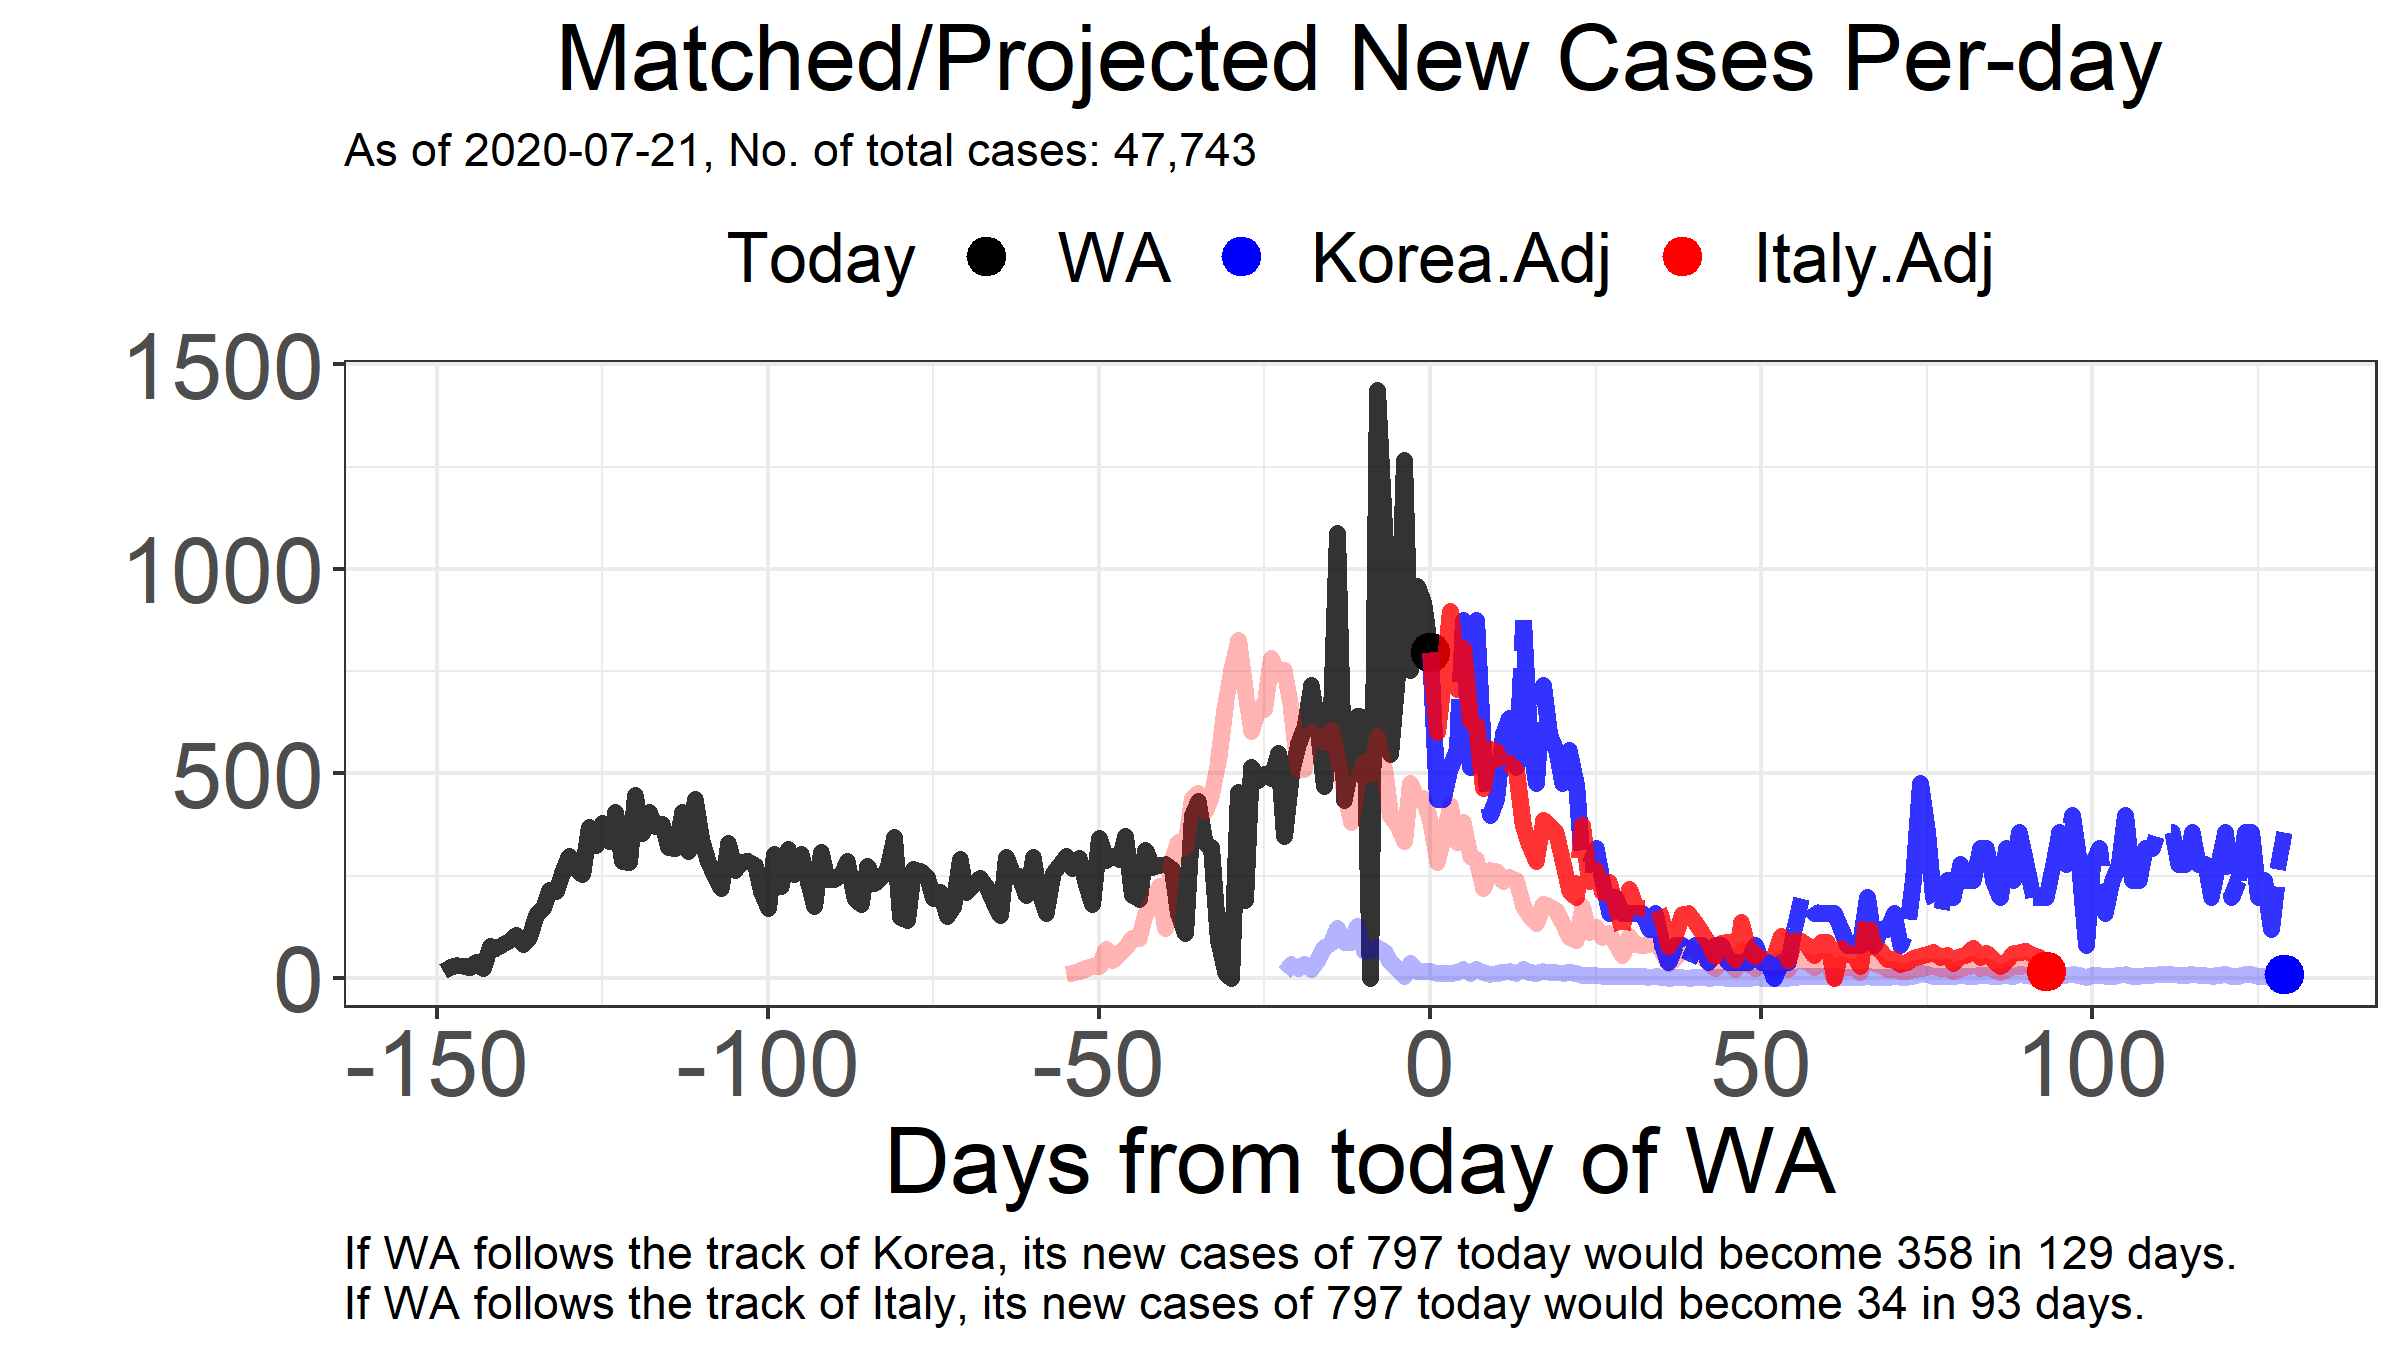 Matched/Projected New Cases Per-day
As of 2020-07-21, No. of total cases: 47,743
Today WA Korea.Adj Italy.Adj
1500
1000
500
0
-150 -100 -50 0 50 100
Days from today of WA
If WA follows the track of Korea, its new cases of 797 today would become 358 in 129 days.
If WA follows the track of Italy, its new cases of 797 today would become 34 in 93 days.